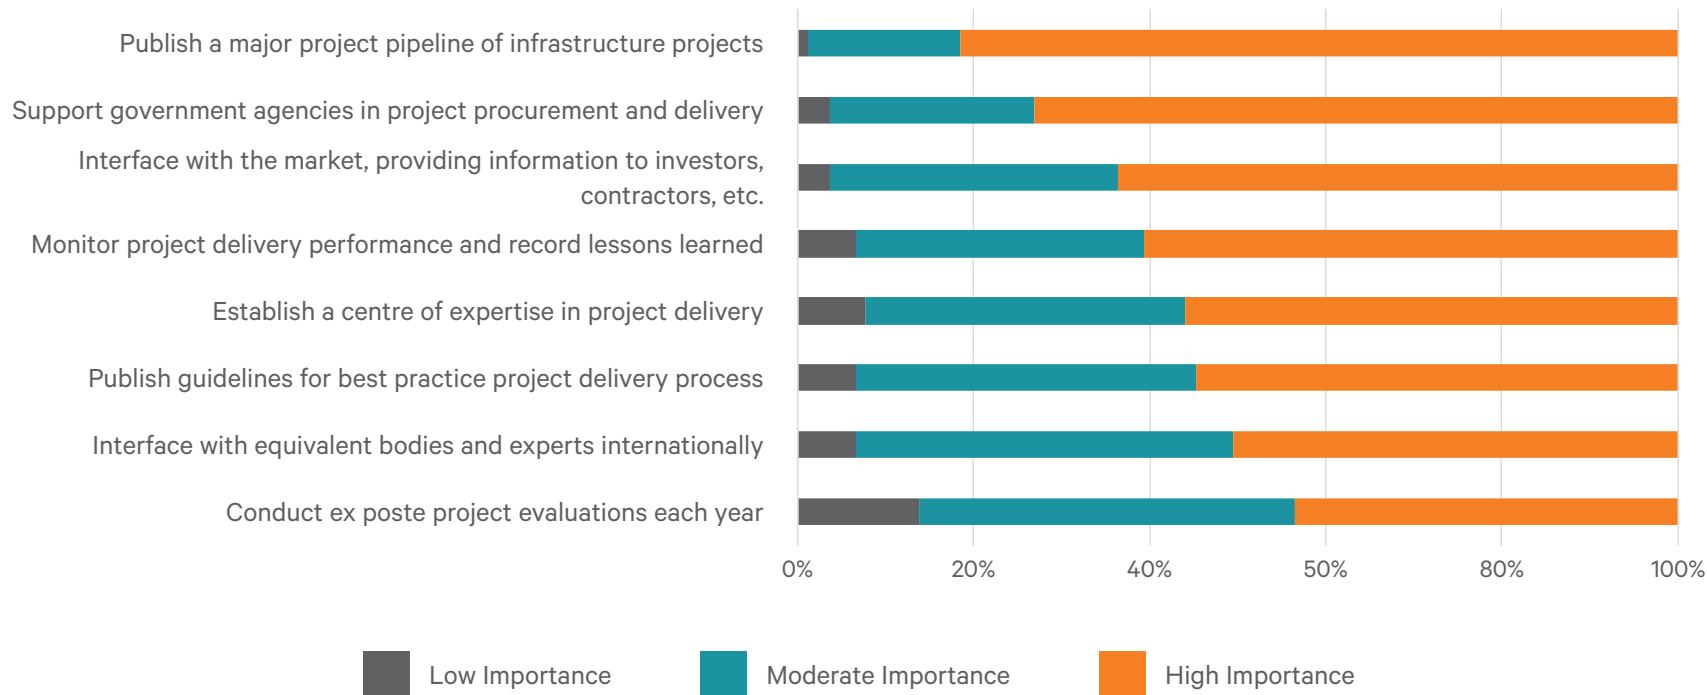 Publish a major project pipeline of infrastructure projects
Support government agencies in project procurement and delivery
Interface with the market, providing information to investors,
contractors, etc.
Monitor project delivery performance and record lessons learned
Establish a centre of expertise in project delivery
Publish guidelines for best practice project delivery process
Interface with equivalent bodies and experts internationally
Conduct ex poste project evaluations each year
0% 20% 40% 50% 80% 100%
Low Importance Moderate Importance High Importance